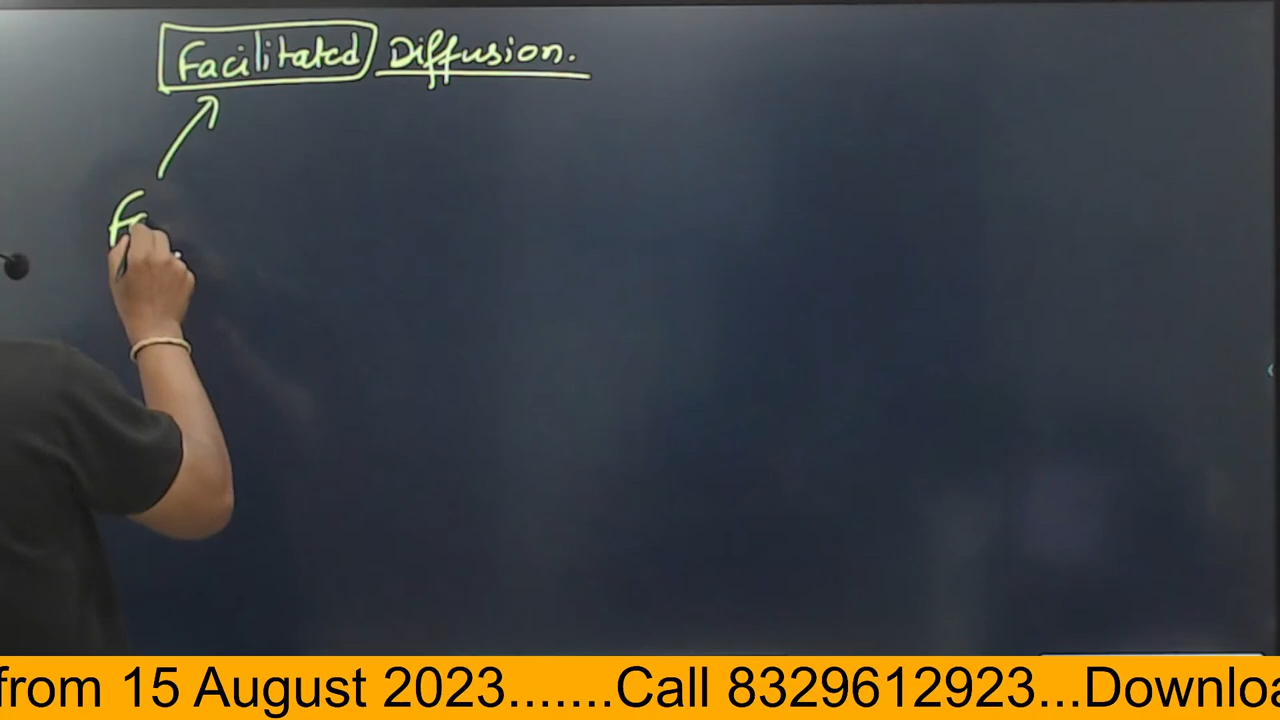 Facilitated Diffusion.
from 15 August 2023.......Call 8329612923...Downloa